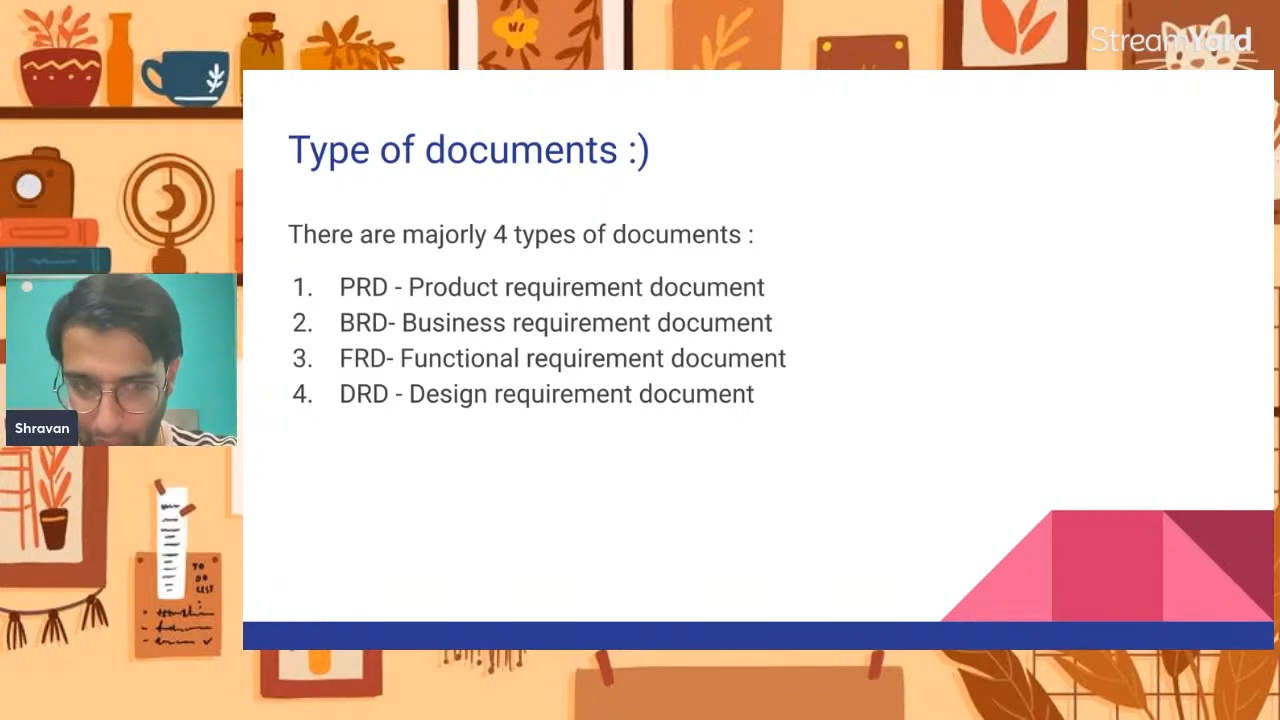 StreamYard
Type of documents :)
There are majorly 4 types of documents :
1. PRD - Product requirement document
2. BRD- Business requirement document
3. FRD- Functional requirement document
4. DRD - Design requirement document
Shravan
TO
DO
LIST